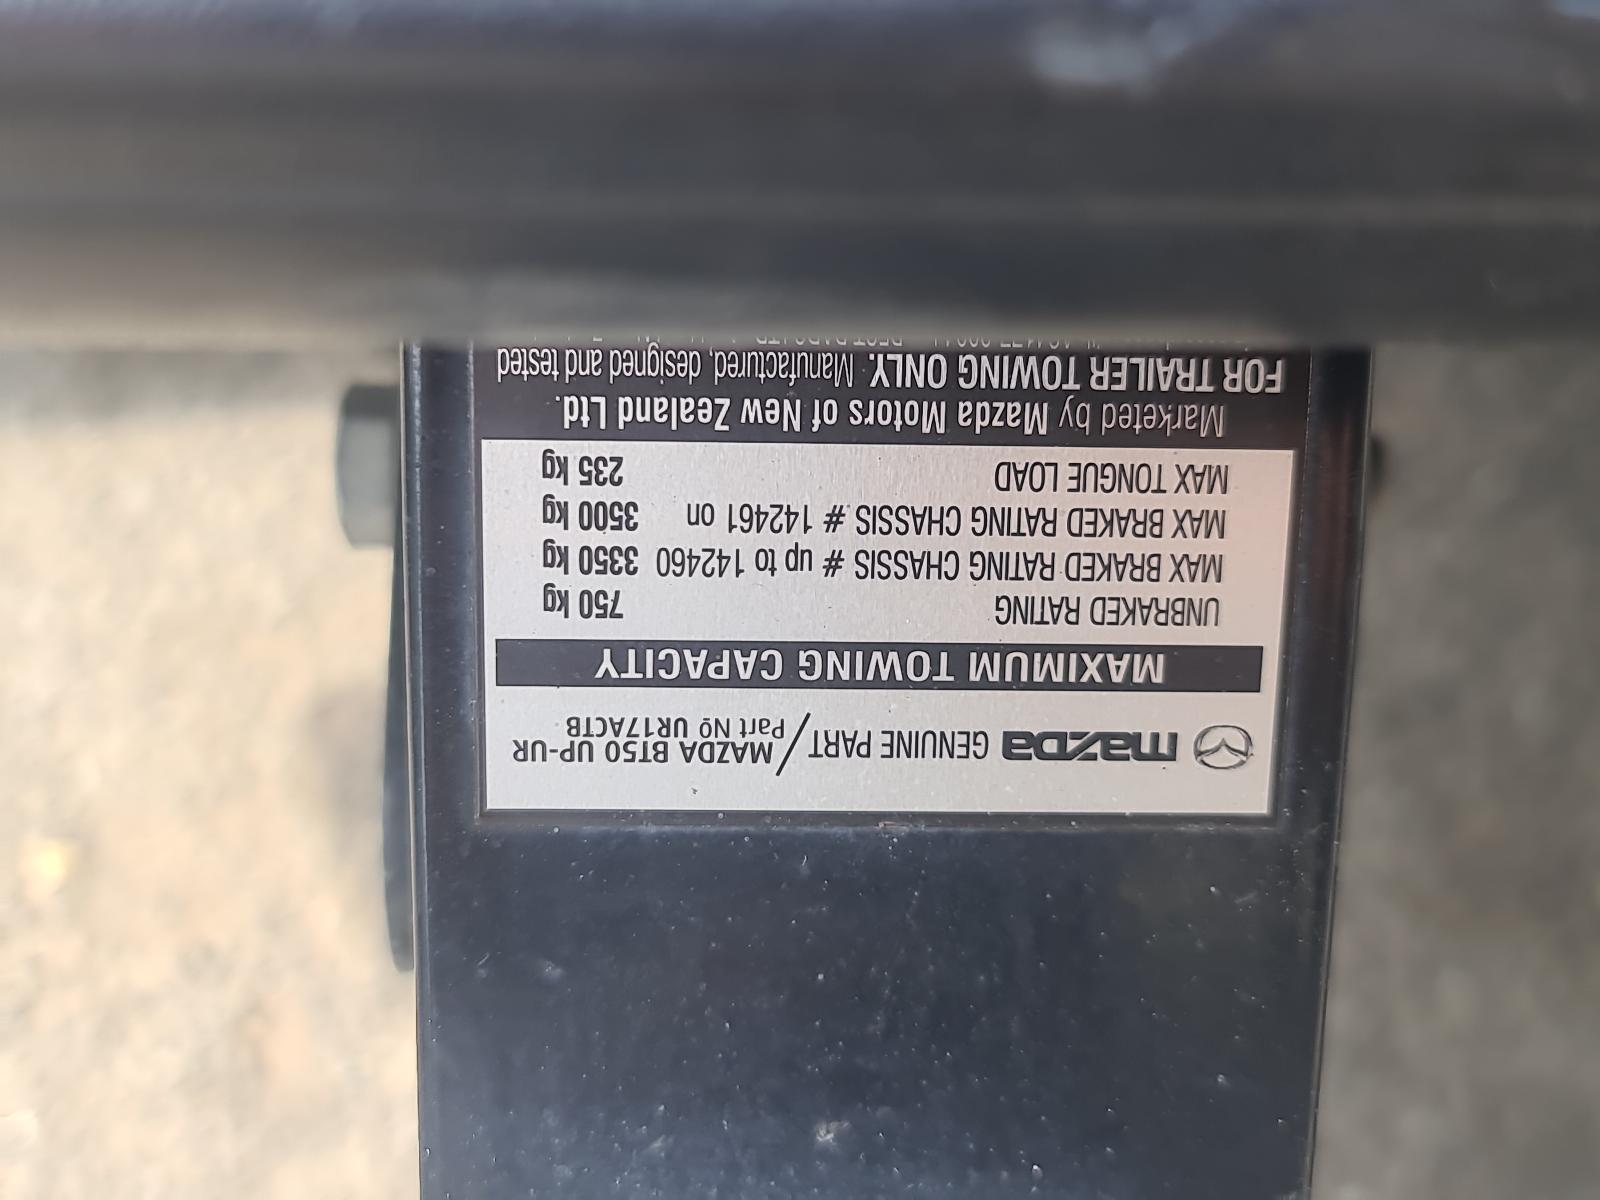 mazda GENUINE PART / MAZDA BT50 UP-UR
Part Nº UR17ACTB
MAXIMUM TOWING CAPACITY
UNBRAKED RATING 750 kg
MAX BRAKED RATING CHASSIS # up to 142460 3350 kg
MAX BRAKED RATING CHASSIS # 142461 on 3500 kg
MAX TONGUE LOAD 235 kg
Marketed by Mazda Motors of New Zealand Ltd.
FOR TRAILER TOWING ONLY. Manufactured, designed and tested